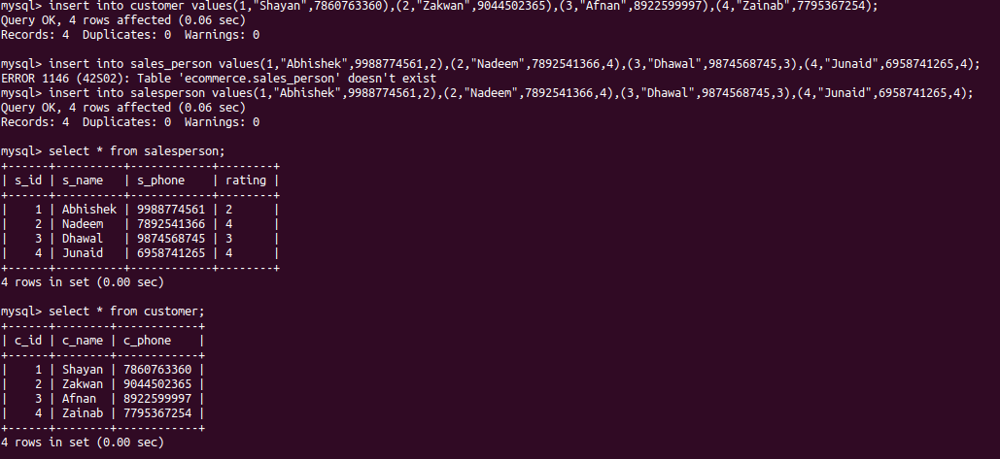 mysql> insert into customer values(1,"Shayan",7860763360),(2,"Zakwan",9044502365),(3,"Afnan",8922599997),(4,"Zainab",7795367254);
Query OK, 4 rows affected (0.06 sec)
Records: 4  Duplicates: 0  Warnings: 0

mysql> insert into sales_person values(1,"Abhishek",9988774561,2),(2,"Nadeem",7892541366,4),(3,"Dhawal",9874568745,3),(4,"Junaid",6958741265,4);
ERROR 1146 (42S02): Table 'ecommerce.sales_person' doesn't exist
mysql> insert into salesperson values(1,"Abhishek",9988774561,2),(2,"Nadeem",7892541366,4),(3,"Dhawal",9874568745,3),(4,"Junaid",6958741265,4);
Query OK, 4 rows affected (0.06 sec)
Records: 4  Duplicates: 0  Warnings: 0

mysql> select * from salesperson;
+------+----------+------------+--------+
| s_id | s_name   | s_phone    | rating |
+------+----------+------------+--------+
|    1 | Abhishek | 9988774561 | 2      |
|    2 | Nadeem   | 7892541366 | 4      |
|    3 | Dhawal   | 9874568745 | 3      |
|    4 | Junaid   | 6958741265 | 4      |
+------+----------+------------+--------+
4 rows in set (0.00 sec)

mysql> select * from customer;
+------+--------+------------+
| c_id | c_name | c_phone    |
+------+--------+------------+
|    1 | Shayan | 7860763360 |
|    2 | Zakwan | 9044502365 |
|    3 | Afnan  | 8922599997 |
|    4 | Zainab | 7795367254 |
+------+--------+------------+
4 rows in set (0.00 sec)